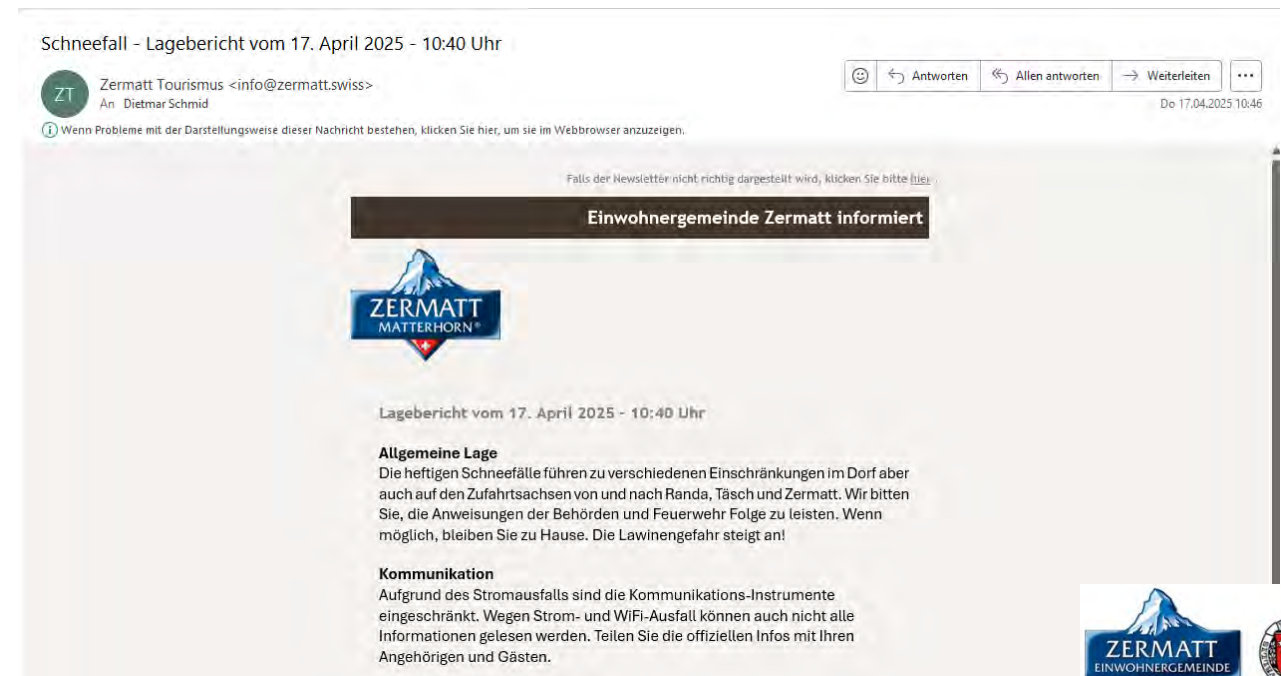 Schneefall - Lagebericht vom 17. April 2025 - 10:40 Uhr
ZT
Zermatt Tourismus <info@zermatt.swiss>
An Dietmar Schmid
Antworten
Allen antworten
Weiterleiten
Do 17.04.2025 10:46
Wenn Probleme mit der Darstellungsweise dieser Nachricht bestehen, klicken Sie hier, um sie im Webbrowser anzuzeigen.
Falls der Newsletter nicht richtig dargestellt wird, klicken Sie bitte hier
Einwohnergemeinde Zermatt informiert
ZERMATT
MATTERHORN®
Lagebericht vom 17. April 2025 - 10:40 Uhr
Allgemeine Lage
Die heftigen Schneefälle führen zu verschiedenen Einschränkungen im Dorf aber
auch auf den Zufahrtsachsen von und nach Randa, Täsch und Zermatt. Wir bitten
Sie, die Anweisungen der Behörden und Feuerwehr Folge zu leisten. Wenn
möglich, bleiben Sie zu Hause. Die Lawinengefahr steigt an!
Kommunikation
Aufgrund des Stromausfalls sind die Kommunikations-Instrumente
eingeschränkt. Wegen Strom- und WiFi-Ausfall können auch nicht alle
Informationen gelesen werden. Teilen Sie die offiziellen Infos mit Ihren
Angehörigen und Gästen.
ZERMATT
EINWOHNERGEMEINDE